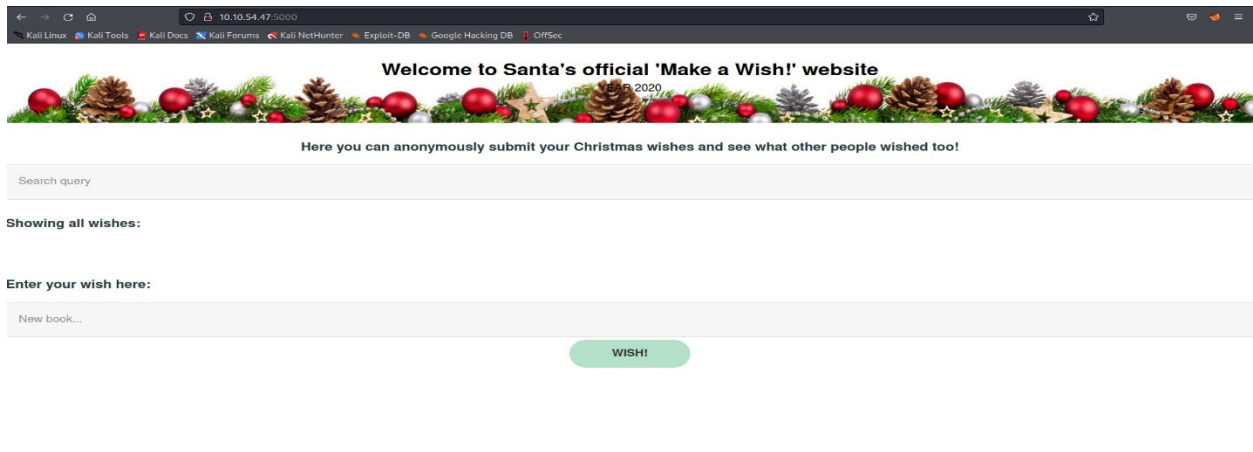 10.10.54.47:5000
Kali Linux Kali Tools Kali Docs Kali Forums Kali NetHunter Exploit-DB Google Hacking DB OffSec
Welcome to Santa's official 'Make a Wish!' website
YEAR 2020
Here you can anonymously submit your Christmas wishes and see what other people wished too!
Search query
Showing all wishes:
Enter your wish here:
New book...
WISH!